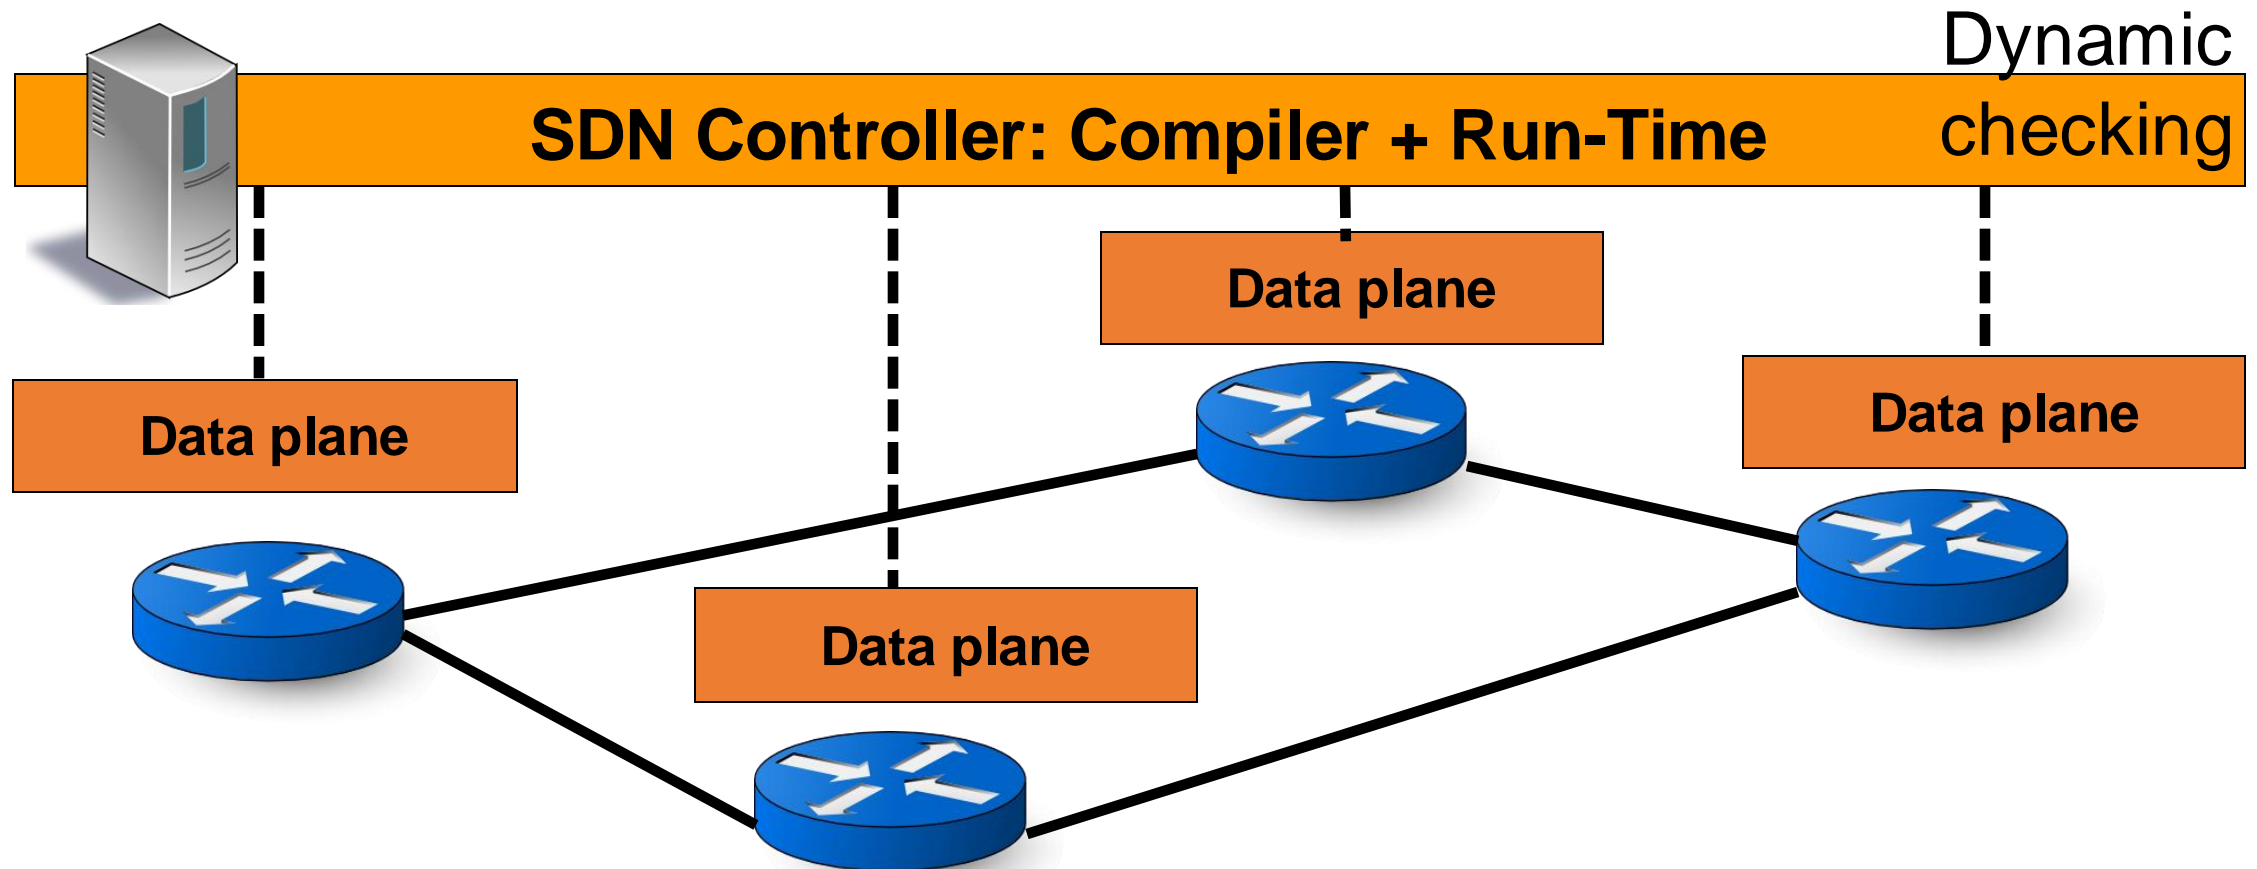 Dynamic
checking
SDN Controller: Compiler + Run-Time
Data plane
Data plane
Data plane
Data plane